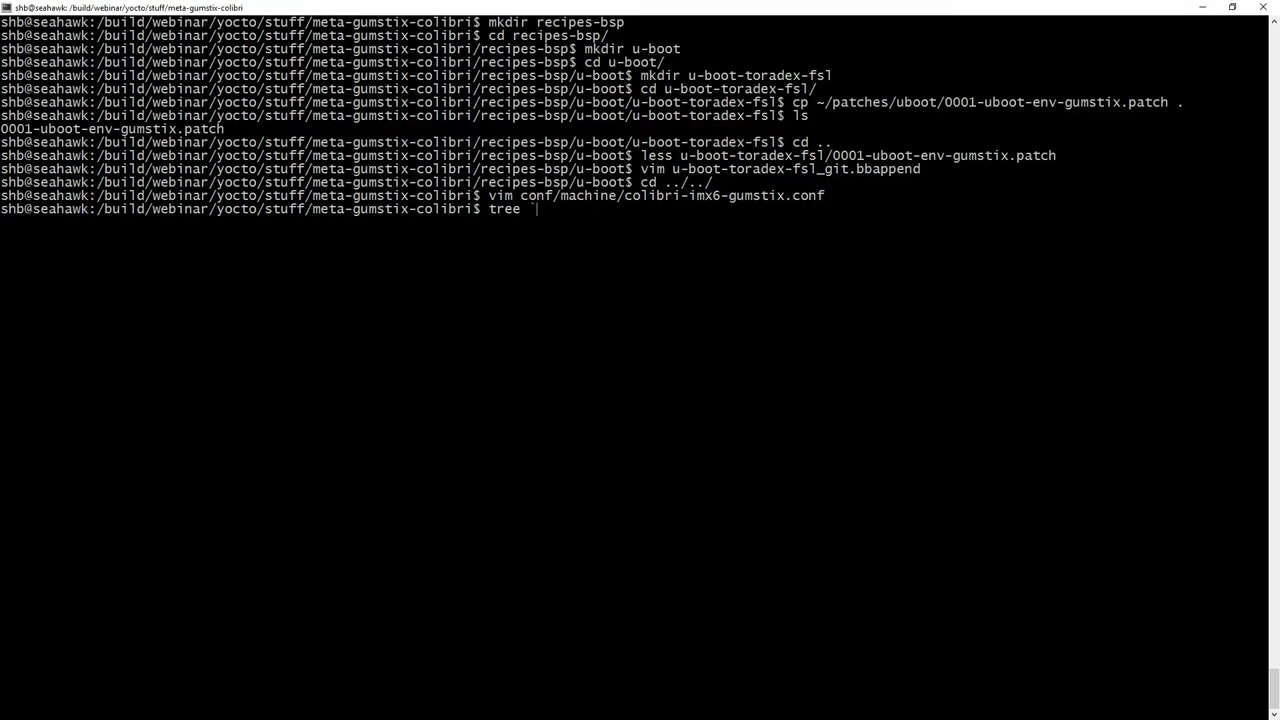 shb@seahawk: /build/webinar/yocto/stuff/meta-gumstix-colibri
shb@seahawk:/build/webinar/yocto/stuff/meta-gumstix-colibri$ mkdir recipes-bsp
shb@seahawk:/build/webinar/yocto/stuff/meta-gumstix-colibri$ cd recipes-bsp/
shb@seahawk:/build/webinar/yocto/stuff/meta-gumstix-colibri/recipes-bsp$ mkdir u-boot
shb@seahawk:/build/webinar/yocto/stuff/meta-gumstix-colibri/recipes-bsp$ cd u-boot/
shb@seahawk:/build/webinar/yocto/stuff/meta-gumstix-colibri/recipes-bsp/u-boot$ mkdir u-boot-toradex-fsl
shb@seahawk:/build/webinar/yocto/stuff/meta-gumstix-colibri/recipes-bsp/u-boot$ cd u-boot-toradex-fsl/
shb@seahawk:/build/webinar/yocto/stuff/meta-gumstix-colibri/recipes-bsp/u-boot/u-boot-toradex-fsl$ cp ~/patches/uboot/0001-uboot-env-gumstix.patch .
shb@seahawk:/build/webinar/yocto/stuff/meta-gumstix-colibri/recipes-bsp/u-boot/u-boot-toradex-fsl$ ls
0001-uboot-env-gumstix.patch
shb@seahawk:/build/webinar/yocto/stuff/meta-gumstix-colibri/recipes-bsp/u-boot/u-boot-toradex-fsl$ cd ..
shb@seahawk:/build/webinar/yocto/stuff/meta-gumstix-colibri/recipes-bsp/u-boot$ less u-boot-toradex-fsl/0001-uboot-env-gumstix.patch
shb@seahawk:/build/webinar/yocto/stuff/meta-gumstix-colibri/recipes-bsp/u-boot$ vim u-boot-toradex-fsl_git.bbappend
shb@seahawk:/build/webinar/yocto/stuff/meta-gumstix-colibri/recipes-bsp/u-boot$ cd ../../
shb@seahawk:/build/webinar/yocto/stuff/meta-gumstix-colibri$ vim conf/machine/colibri-imx6-gumstix.conf
shb@seahawk:/build/webinar/yocto/stuff/meta-gumstix-colibri$ tree